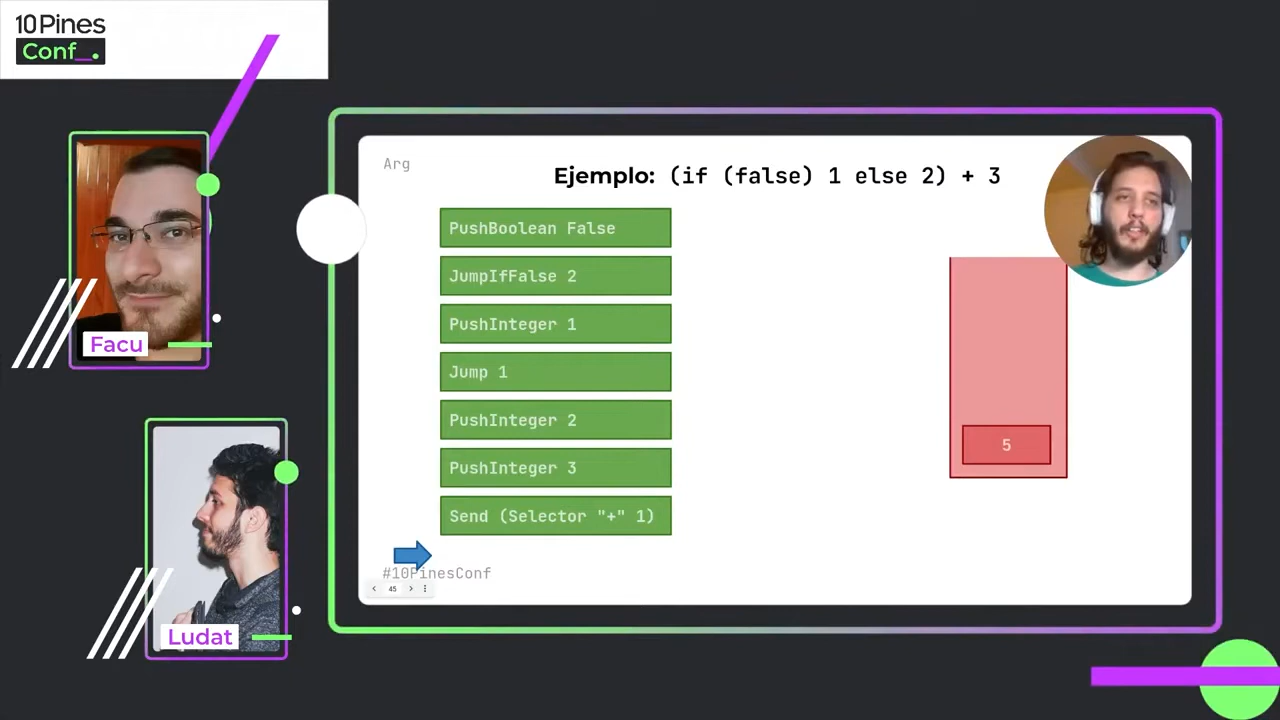 10Pines
Conf_.
Facu
Ludat
Arg
Ejemplo: (if (false) 1 else 2) + 3
PushBoolean False
JumpIfFalse 2
PushInteger 1
Jump 1
PushInteger 2
PushInteger 3
Send (Selector "+" 1)
5
#10PinesConf
45